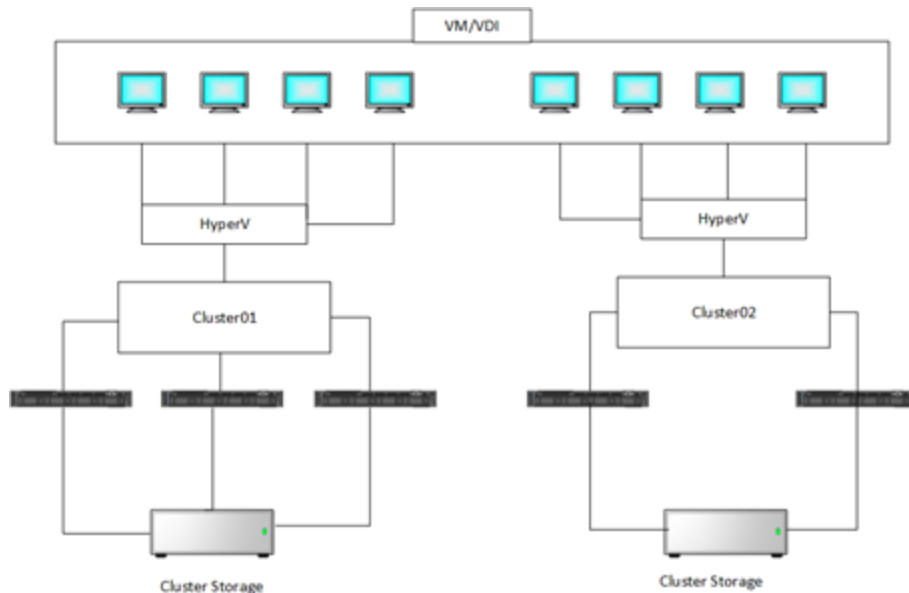 VM/VDI
HyperV
HyperV
Cluster01
Cluster02
Cluster Storage
Cluster Storage